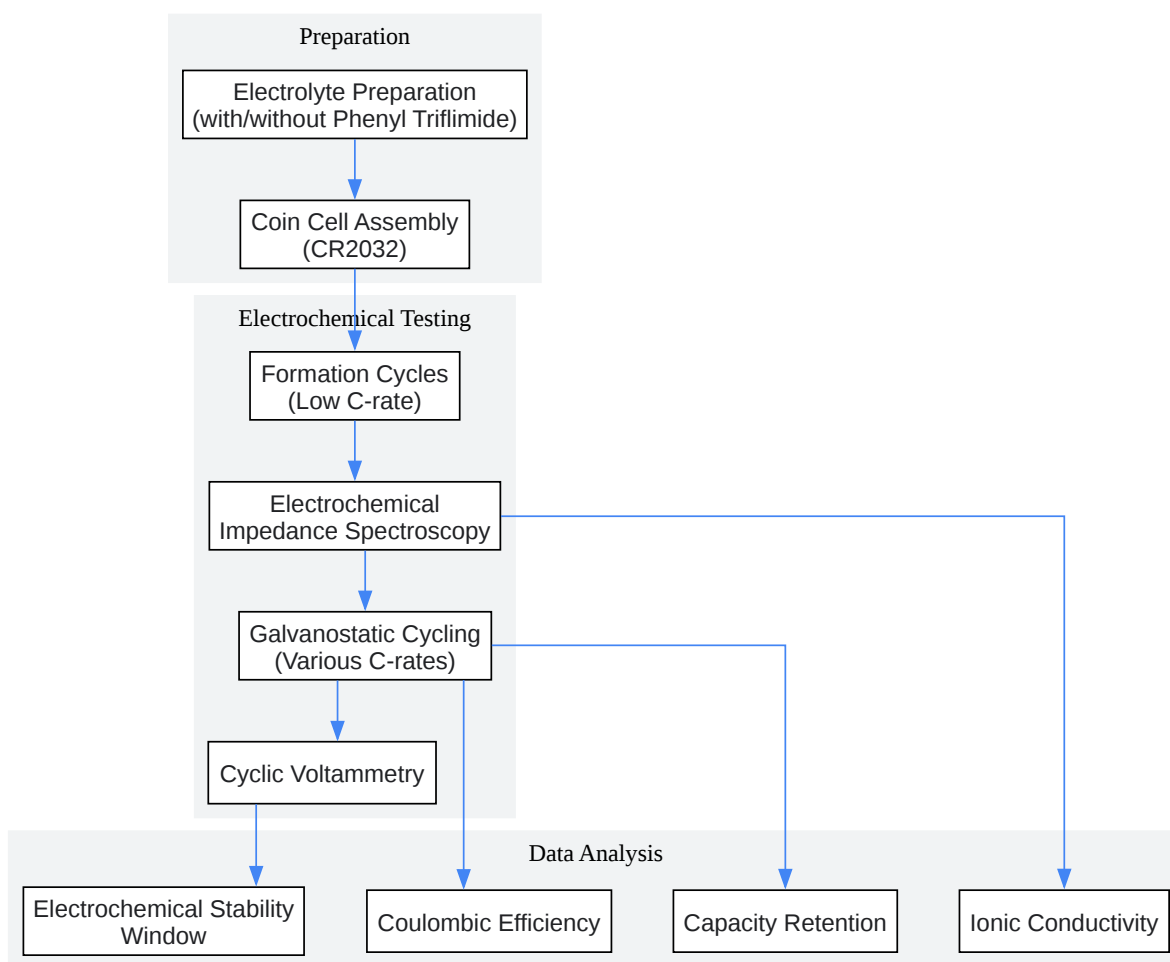 Preparation
Electrolyte Preparation
(with/without Phenyl Triflimide)
Coin Cell Assembly
(CR2032)
Electrochemical Testing
Formation Cycles
(Low C-rate)
Electrochemical
Impedance Spectroscopy
Galvanostatic Cycling
(Various C-rates)
Cyclic Voltammetry
Data Analysis
Electrochemical Stability
Window
Coulombic Efficiency
Capacity Retention
Ionic Conductivity